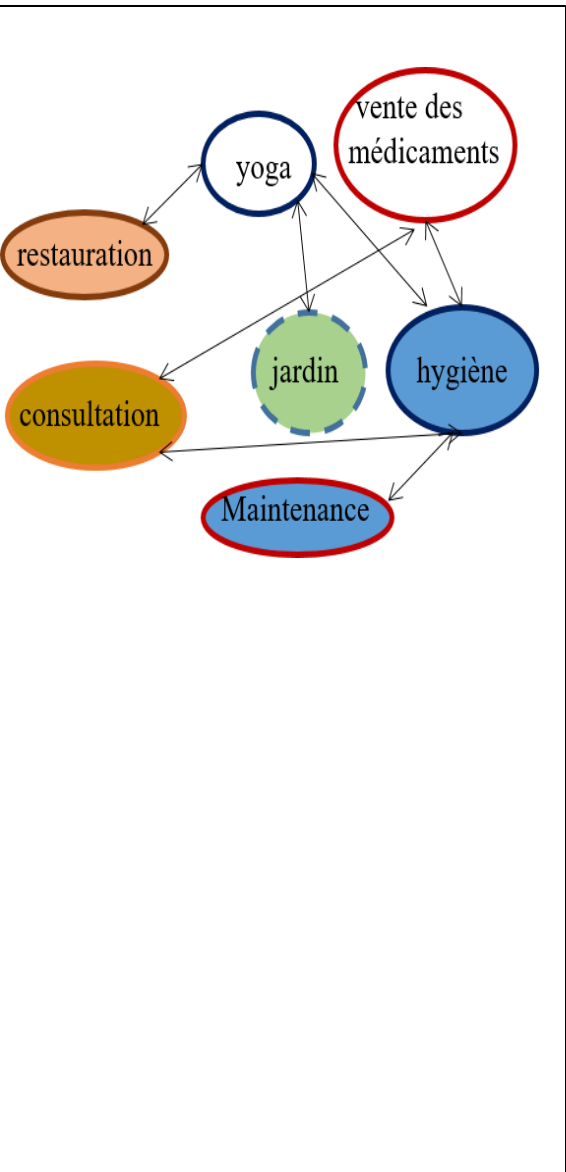 vente des
médicaments
yoga
restauration
jardin
hygiène
consultation
Maintenance